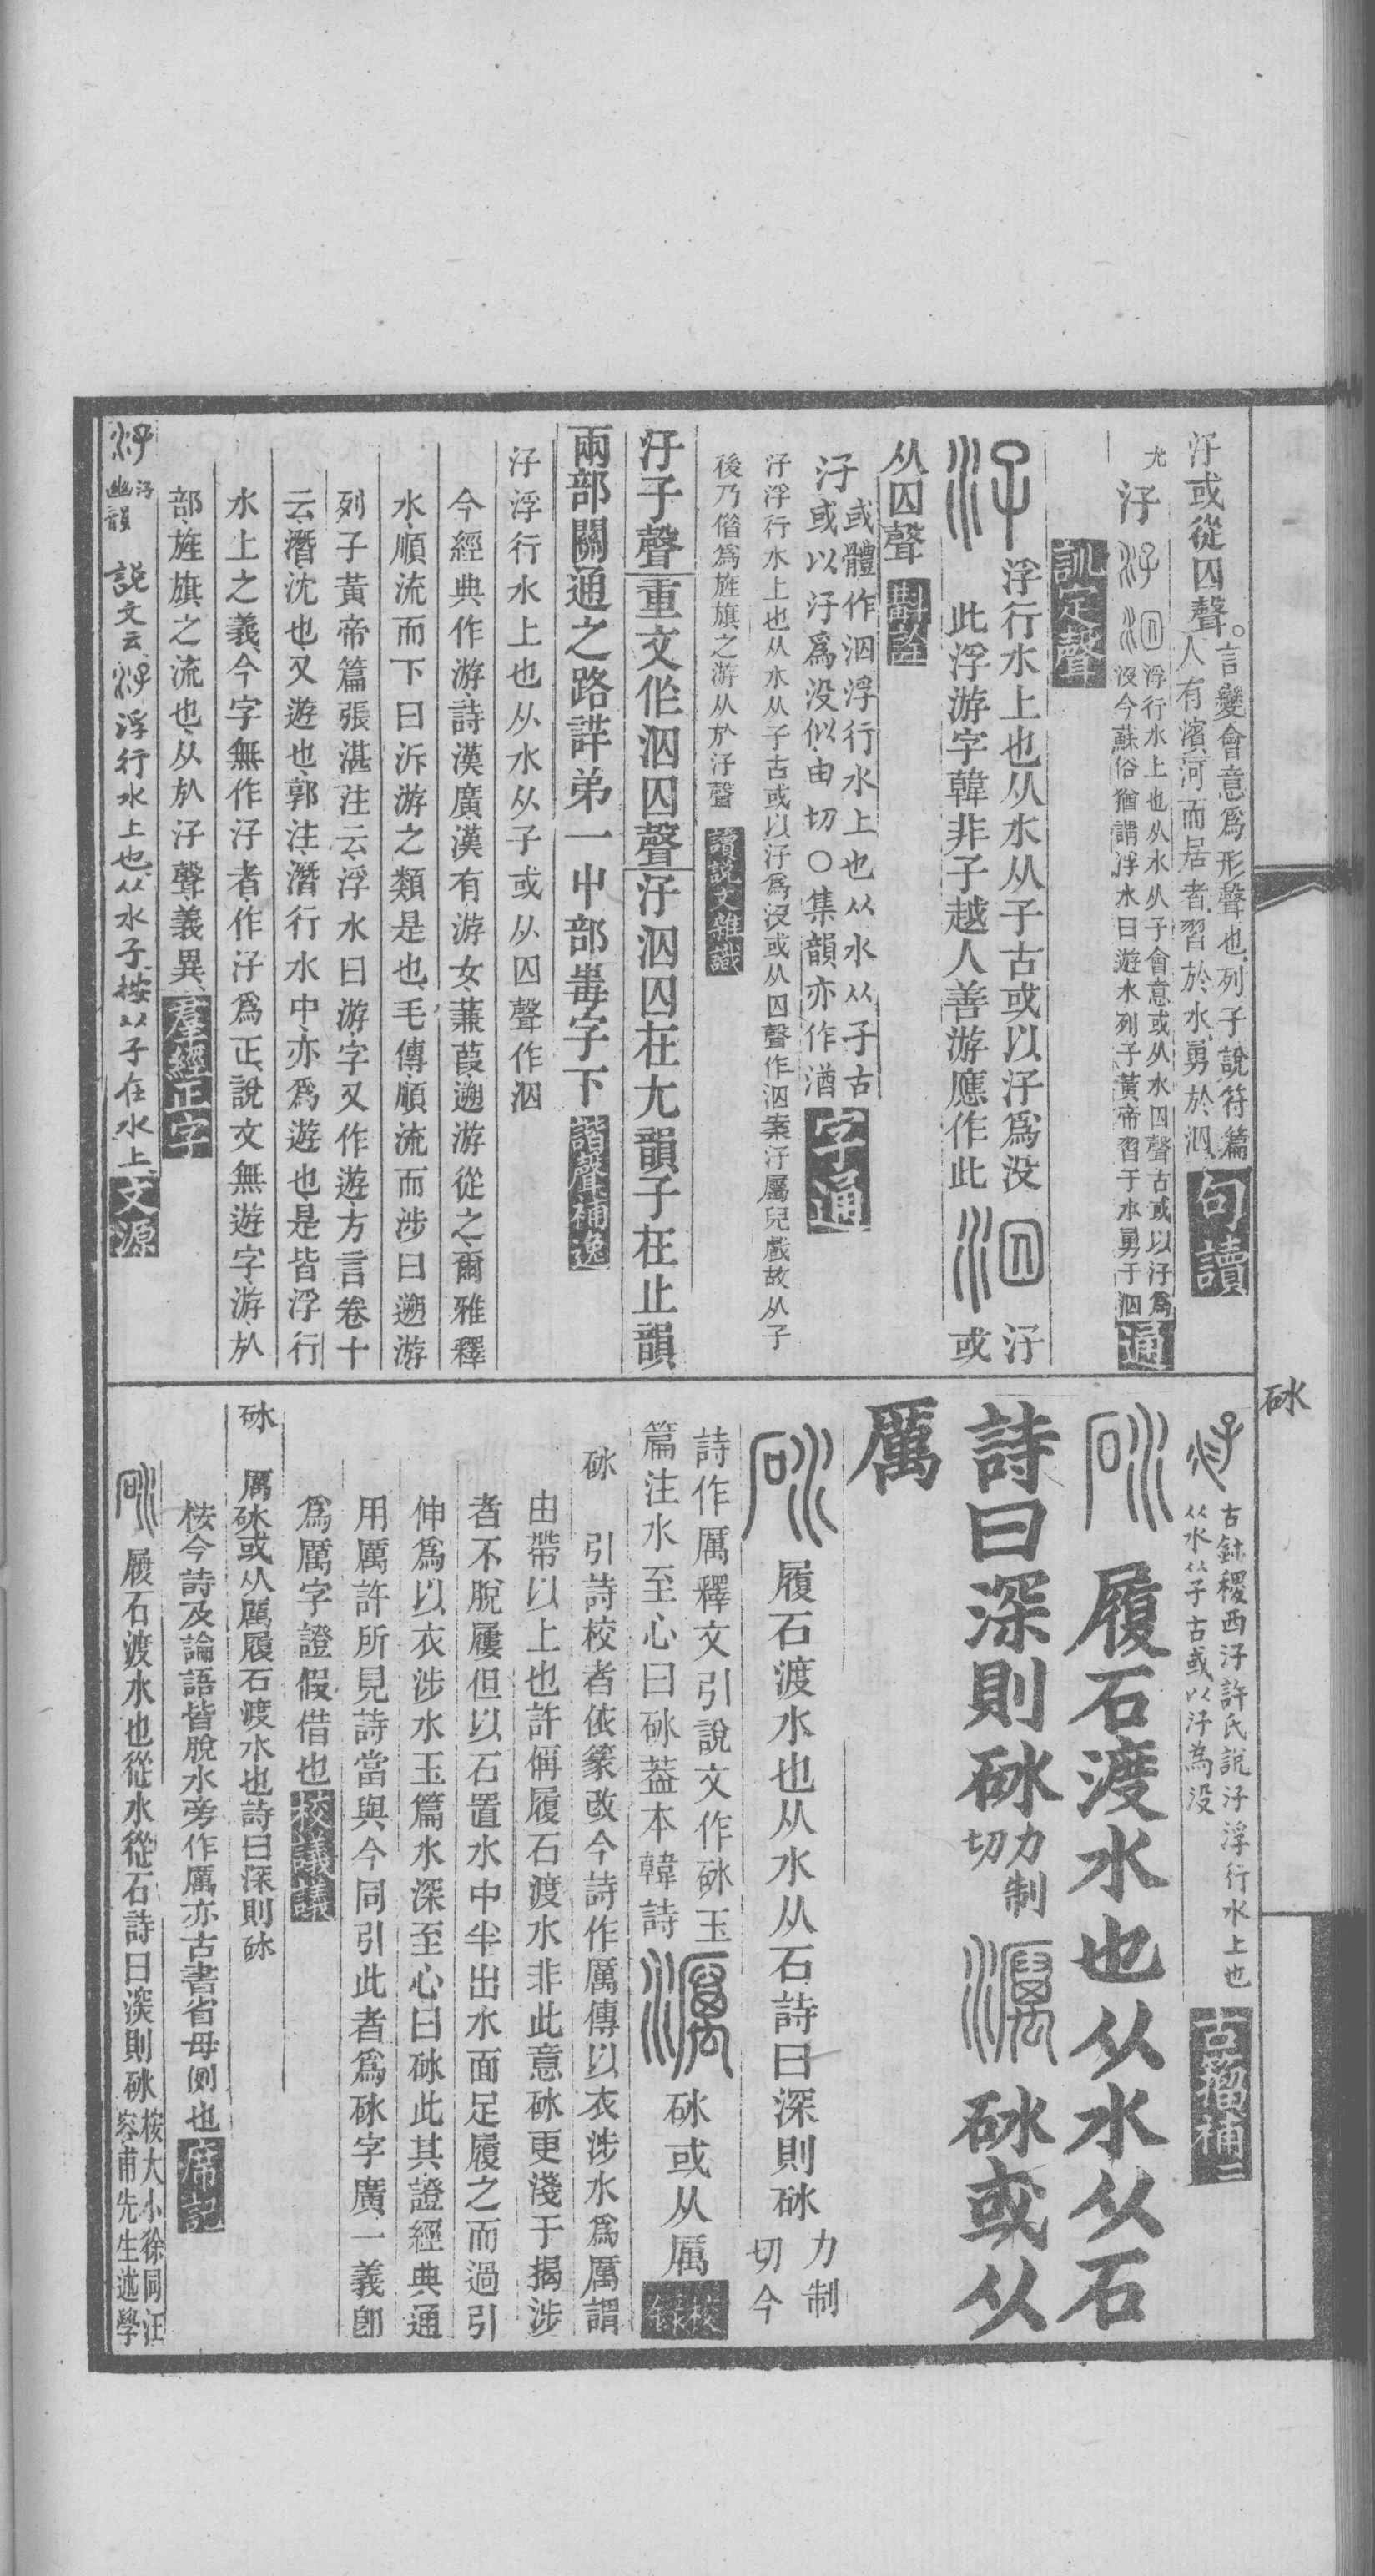 汓或從囚聲。言變會意爲形聲也列子說符篇人有濱河而居者習於水勇於泅句讀
尤汓浮行水上也从水从子會意或从水囚聲古或以汓爲沒今蘇俗猶謂浮水曰遊水列子黃帝習于水勇于泅通
訓定聲
浮行水上也从水从子古或以汓爲没此浮游字韓非子越人善游應作此汓或
从囚聲斠詮
汓或體作泅浮行水上也从水从子古或以汓爲没似由切○集韻亦作㴔字通
汓浮行水上也从水从子古或以汓爲沒或从囚聲作泅案汓屬兒戲故从子
後乃借爲旌旗之游从㫃汓聲讀說文雜識
汓子聲重文作泅囚聲汓泅囚在尤韻子在止韻
兩部關通之路詳弟一中部毒字下諧聲補逸
汓浮行水上也从水从子或从囚聲作泅
今經典作游詩漢廣漢有游女蒹葭遡游從之爾雅釋
水順流而下曰泝游之類是也毛傳順流而涉曰遡游
列子黃帝篇張湛注云浮水曰游字又作遊方言卷十
云潛沈也又遊也郭注潛行水中亦爲遊也是皆浮行
水上之義今字無作汓者作汓爲正說文無遊字游㫃
部旌旗之流也从㫃汓聲義異羣經正字
汓幽韻說文云汓浮行水上也从水子按从子在水上文源
古鉢稷西汓許氏說汓浮行水上也从水从子古或以汓為没古籀補二
履石渡水也从水从石
詩曰深則砅力制切砅或从
厲
履石渡水也从水从石詩曰深則砅力制切今
詩作厲釋文引說文作砅玉
篇注水至心曰砅葢本韓詩砅或从厲校錄
砅引詩校者依篆改今詩作厲傳以衣涉水爲厲謂
由帶以上也許偁履石渡水非此意砅更淺于揭涉
者不脫屨但以石置水中半出水面足履之而過引
伸爲以衣涉水玉篇水深至心曰砅此其證經典通
用厲許所見詩當與今同引此者爲砅字廣一義卽
爲厲字證假借也校議議
砅厲砅或从厲履石渡水也詩曰深則砅
桉今詩及論語皆脫水旁作厲亦古書省毋劍也席記
履石渡水也從水從石詩曰深則砅桉大小徐同汪容甫先生述學
砅